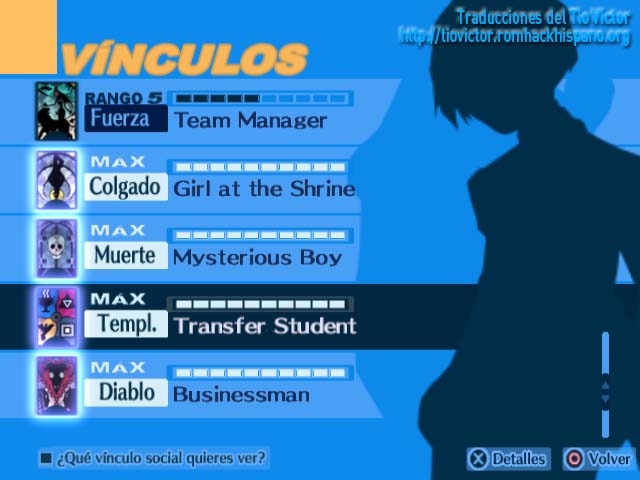 Traducciones del TioVictor
http://tiovictor.romhackhispano.org
VÍNCULOS
RANGO 5
Fuerza Team Manager
MAX
Colgado Girl at the Shrine
MAX
Muerte Mysterious Boy
MAX
Templ. Transfer Student
MAX
Diablo Businessman
¿Qué vínculo social quieres ver? X Detalles O Volver